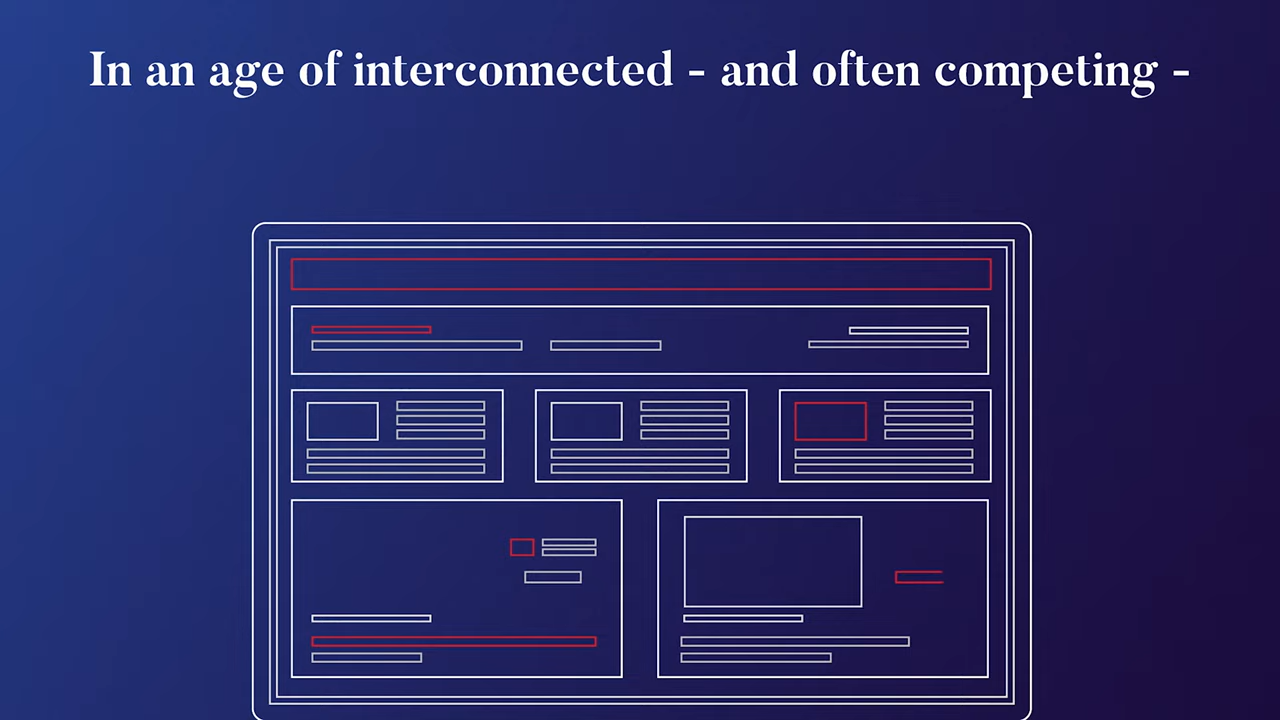 In an age of interconnected - and often competing -